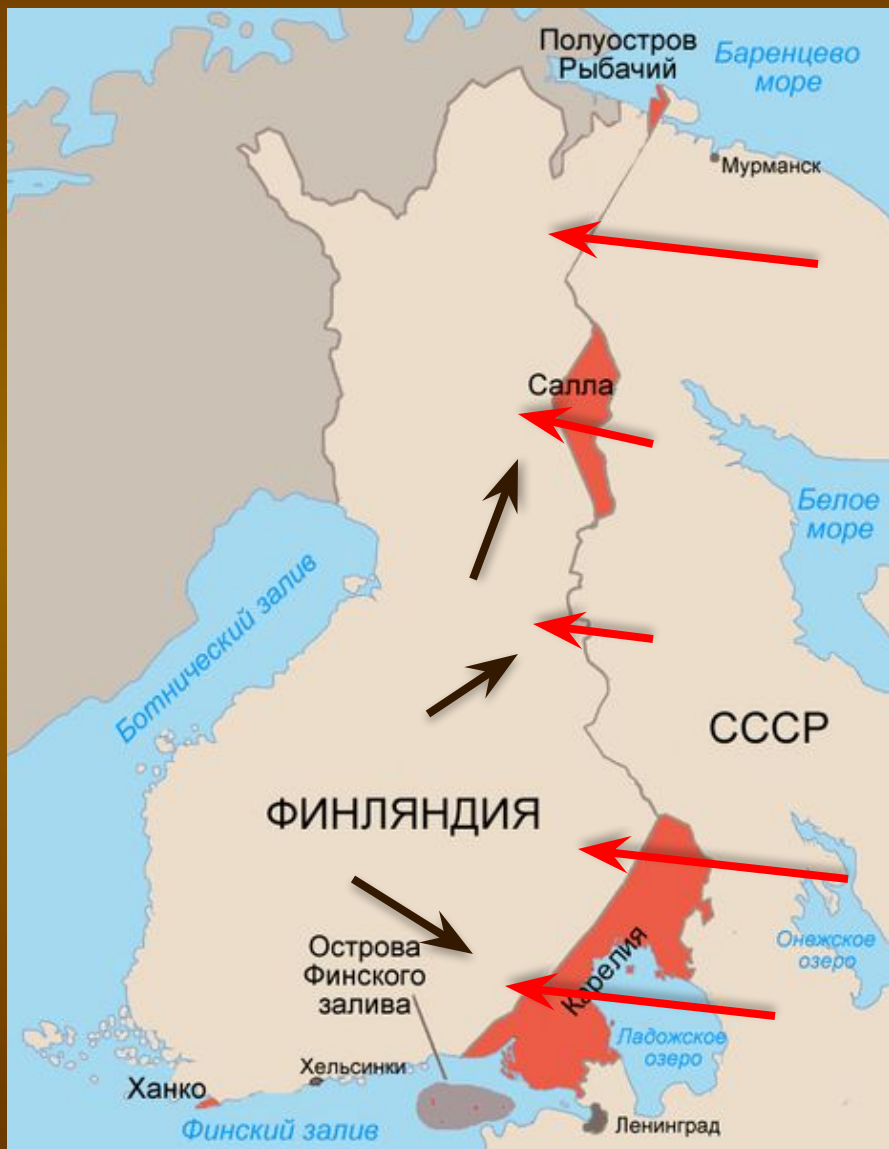 Полуостров
Рыбачий
Баренцево
море
Мурманск
Салла
Белое
море
Ботнический залив
СССР
ФИНЛЯНДИЯ
Острова
Финского
залива
Карелия
Онежское
озеро
Ладожское
озеро
Хельсинки
Ханко
Финский залив
Ленинград